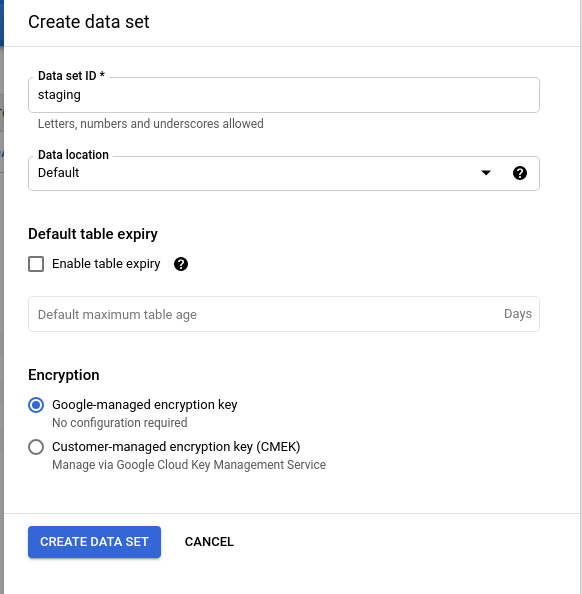 Create data set
Data set ID *
staging
Letters, numbers and underscores allowed
Data location
Default
Default table expiry
Enable table expiry
Default maximum table age Days
Encryption
Google-managed encryption key
No configuration required
Customer-managed encryption key (CMEK)
Manage via Google Cloud Key Management Service
CREATE DATA SET CANCEL